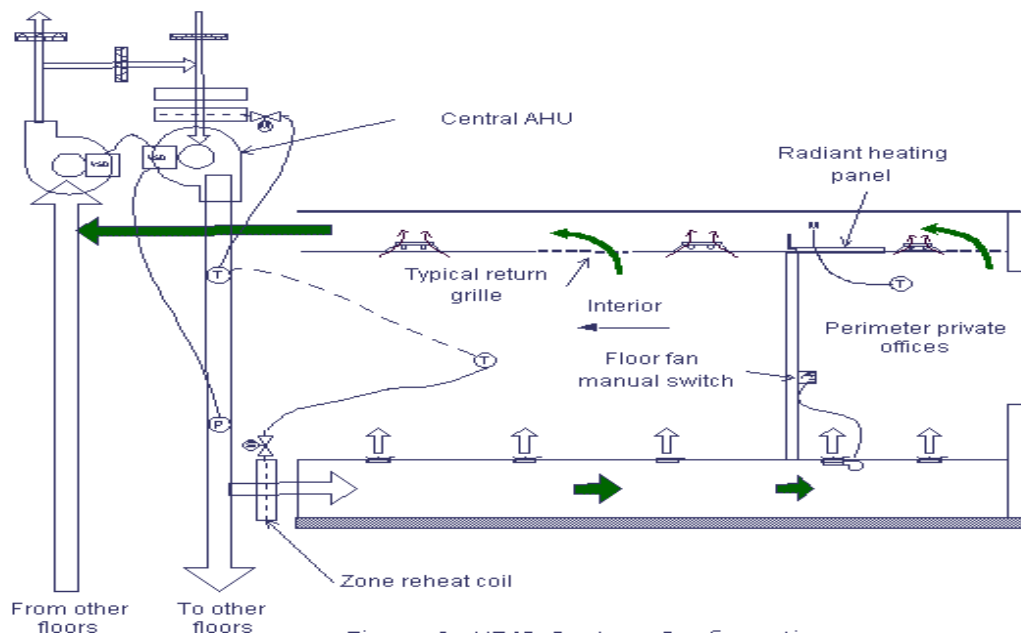 Central AHU
Radiant heating
panel
M
T
Typical return
grille
T
Interior
Perimeter private
offices
T
Floor fan
manual switch
P
Zone reheat coil
From other
floors
To other
floors